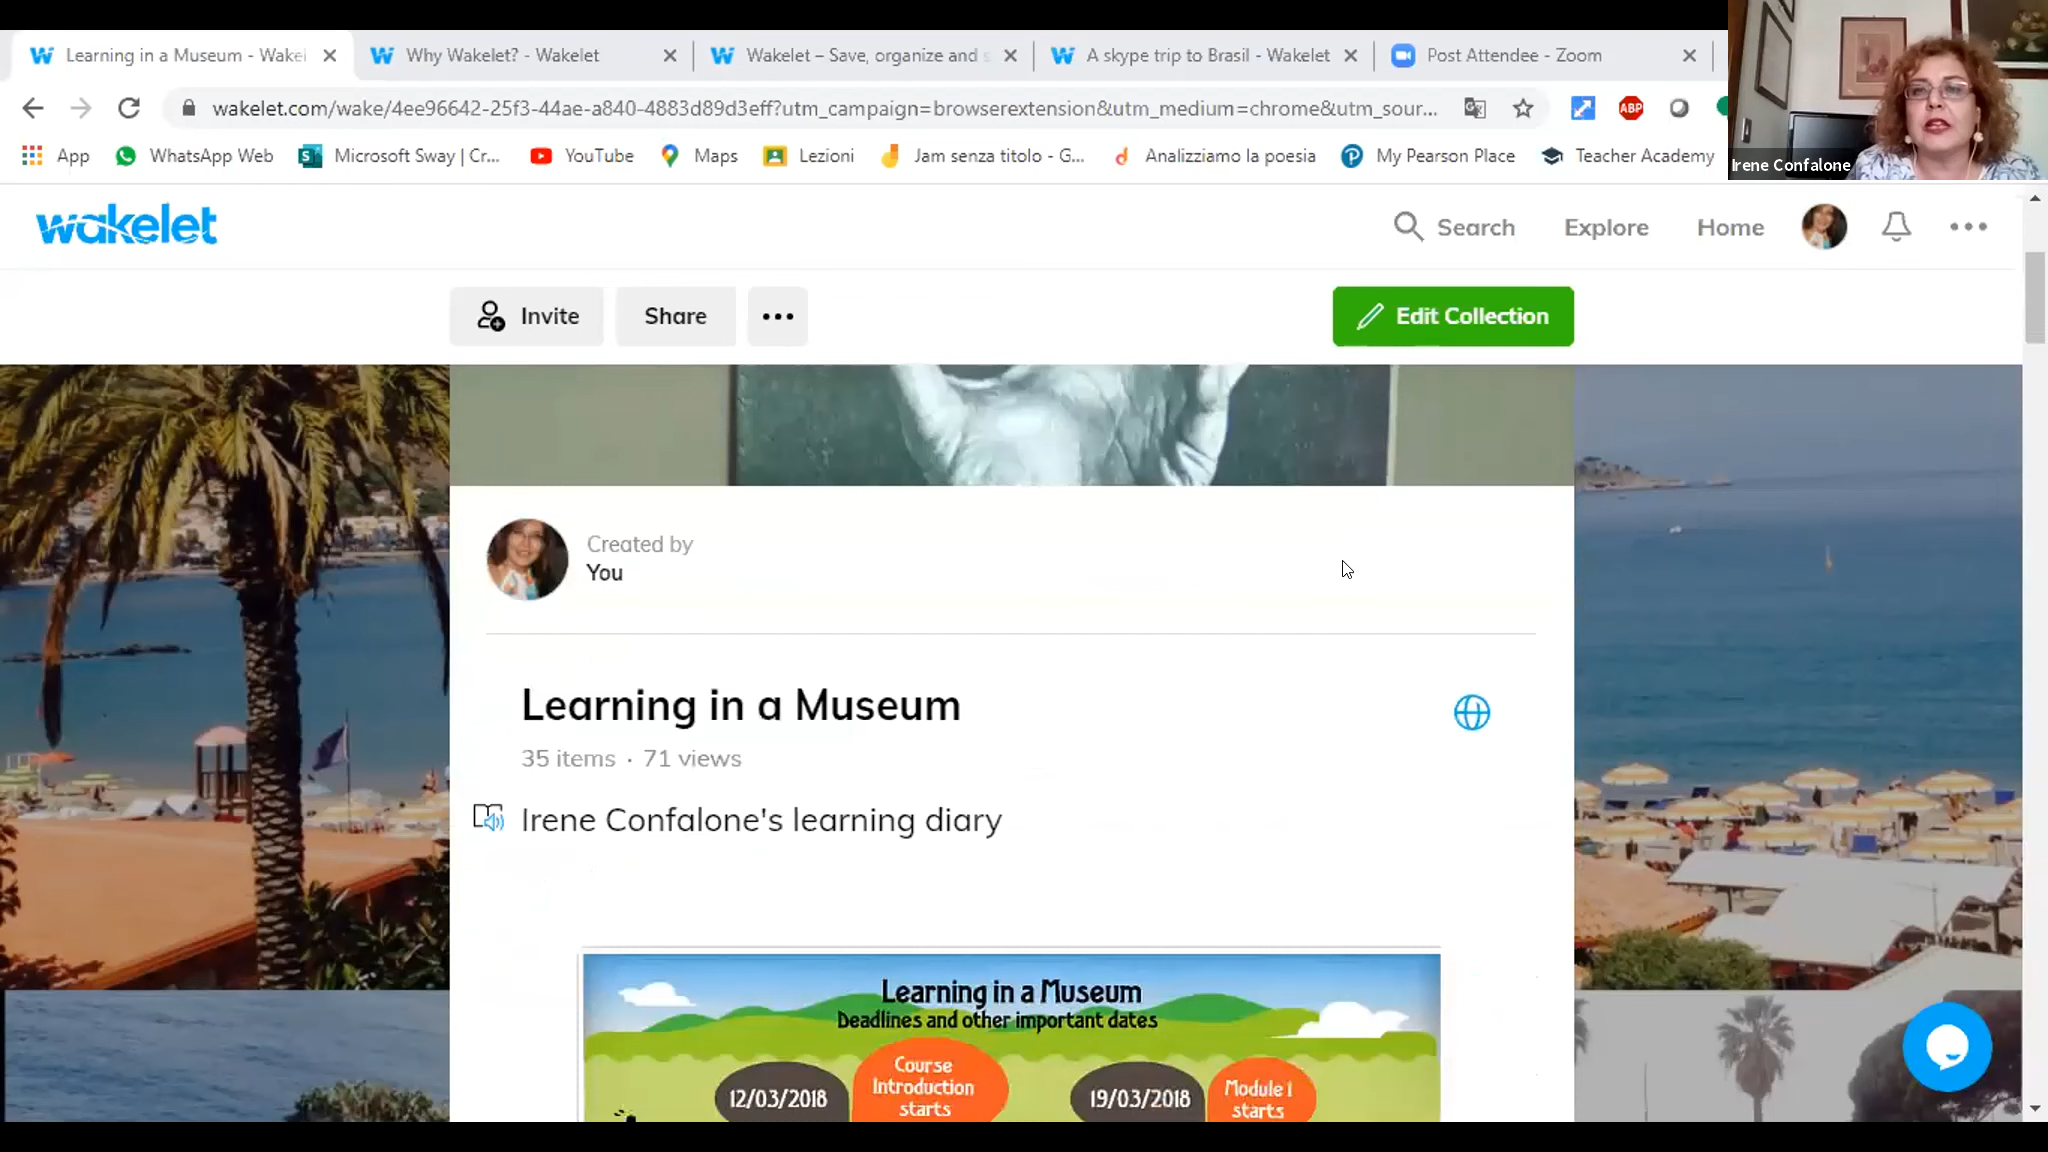 Learning in a Museum - Wakel
Why Wakelet? - Wakelet
Wakelet – Save, organize and s
A skype trip to Brasil - Wakelet
Post Attendee - Zoom
wakelet.com/wake/4ee96642-25f3-44ae-a840-4883d89d3eff?utm_campaign=browserextension&utm_medium=chrome&utm_sour...
ABP
App
WhatsApp Web
Microsoft Sway | Cr...
YouTube
Maps
Lezioni
Jam senza titolo - G...
Analizziamo la poesia
My Pearson Place
Teacher Academy
Irene Confalone
wakelet
Search
Explore
Home
Invite
Share
Edit Collection
Created by
You
Learning in a Museum
35 items · 71 views
Irene Confalone's learning diary
Learning in a Museum
Deadlines and other important dates
12/03/2018
Course
Introduction
starts
19/03/2018
Module 1
starts